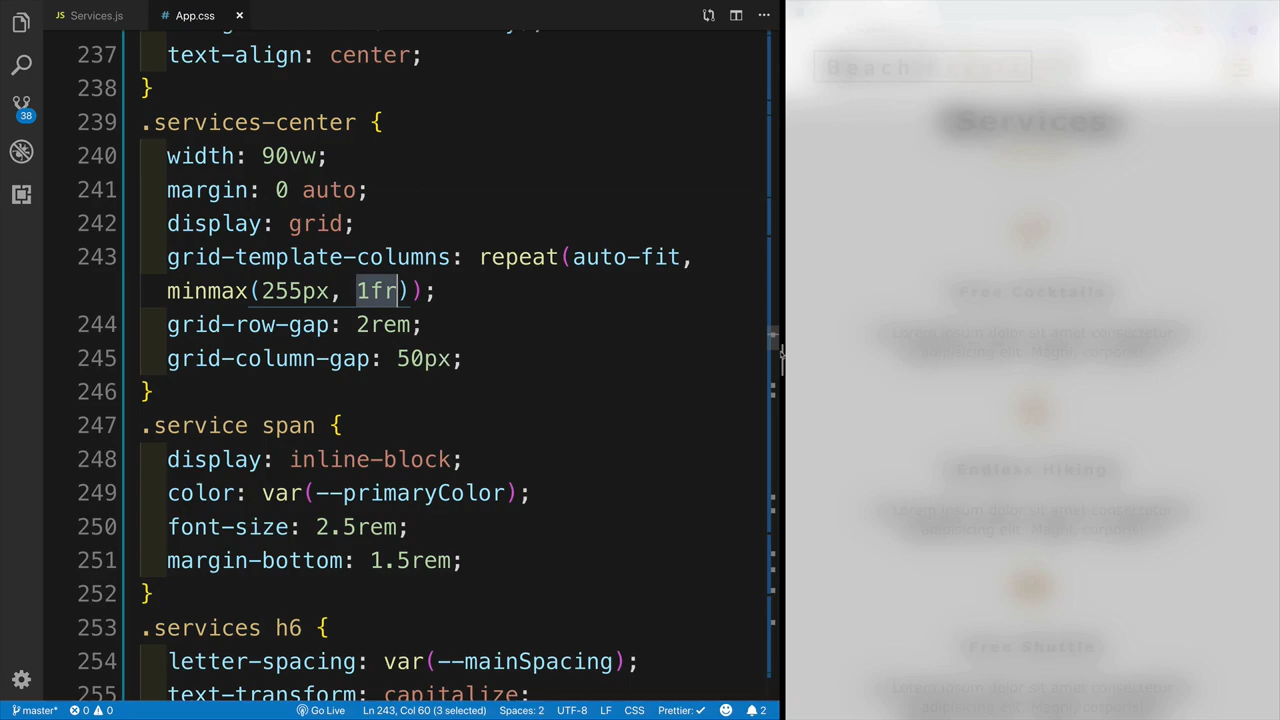 Services.js
App.css
237 text-align: center;
238 }
239 .services-center {
240 width: 90vw;
241 margin: 0 auto;
242 display: grid;
243 grid-template-columns: repeat(auto-fit,
minmax(255px, 1fr));
244 grid-row-gap: 2rem;
245 grid-column-gap: 50px;
246 }
247 .service span {
248 display: inline-block;
249 color: var(--primaryColor);
250 font-size: 2.5rem;
251 margin-bottom: 1.5rem;
252 }
253 .services h6 {
254 letter-spacing: var(--mainSpacing);
255 text-transform: capitalize;
38
Beach
Services
Free Cocktails
Lorem ipsum dolor sit amet consectetur
adipisicing elit. Magni, corporis!
Endless Hiking
Lorem ipsum dolor sit amet consectetur
adipisicing elit. Magni, corporis!
Free Shuttle
Lorem ipsum dolor sit amet consectetur
adipisicing elit. Magni, corporis!
master* 0 0 Go Live Ln 243, Col 60 (3 selected) Spaces: 2 UTF-8 LF CSS Prettier: ✓ 2